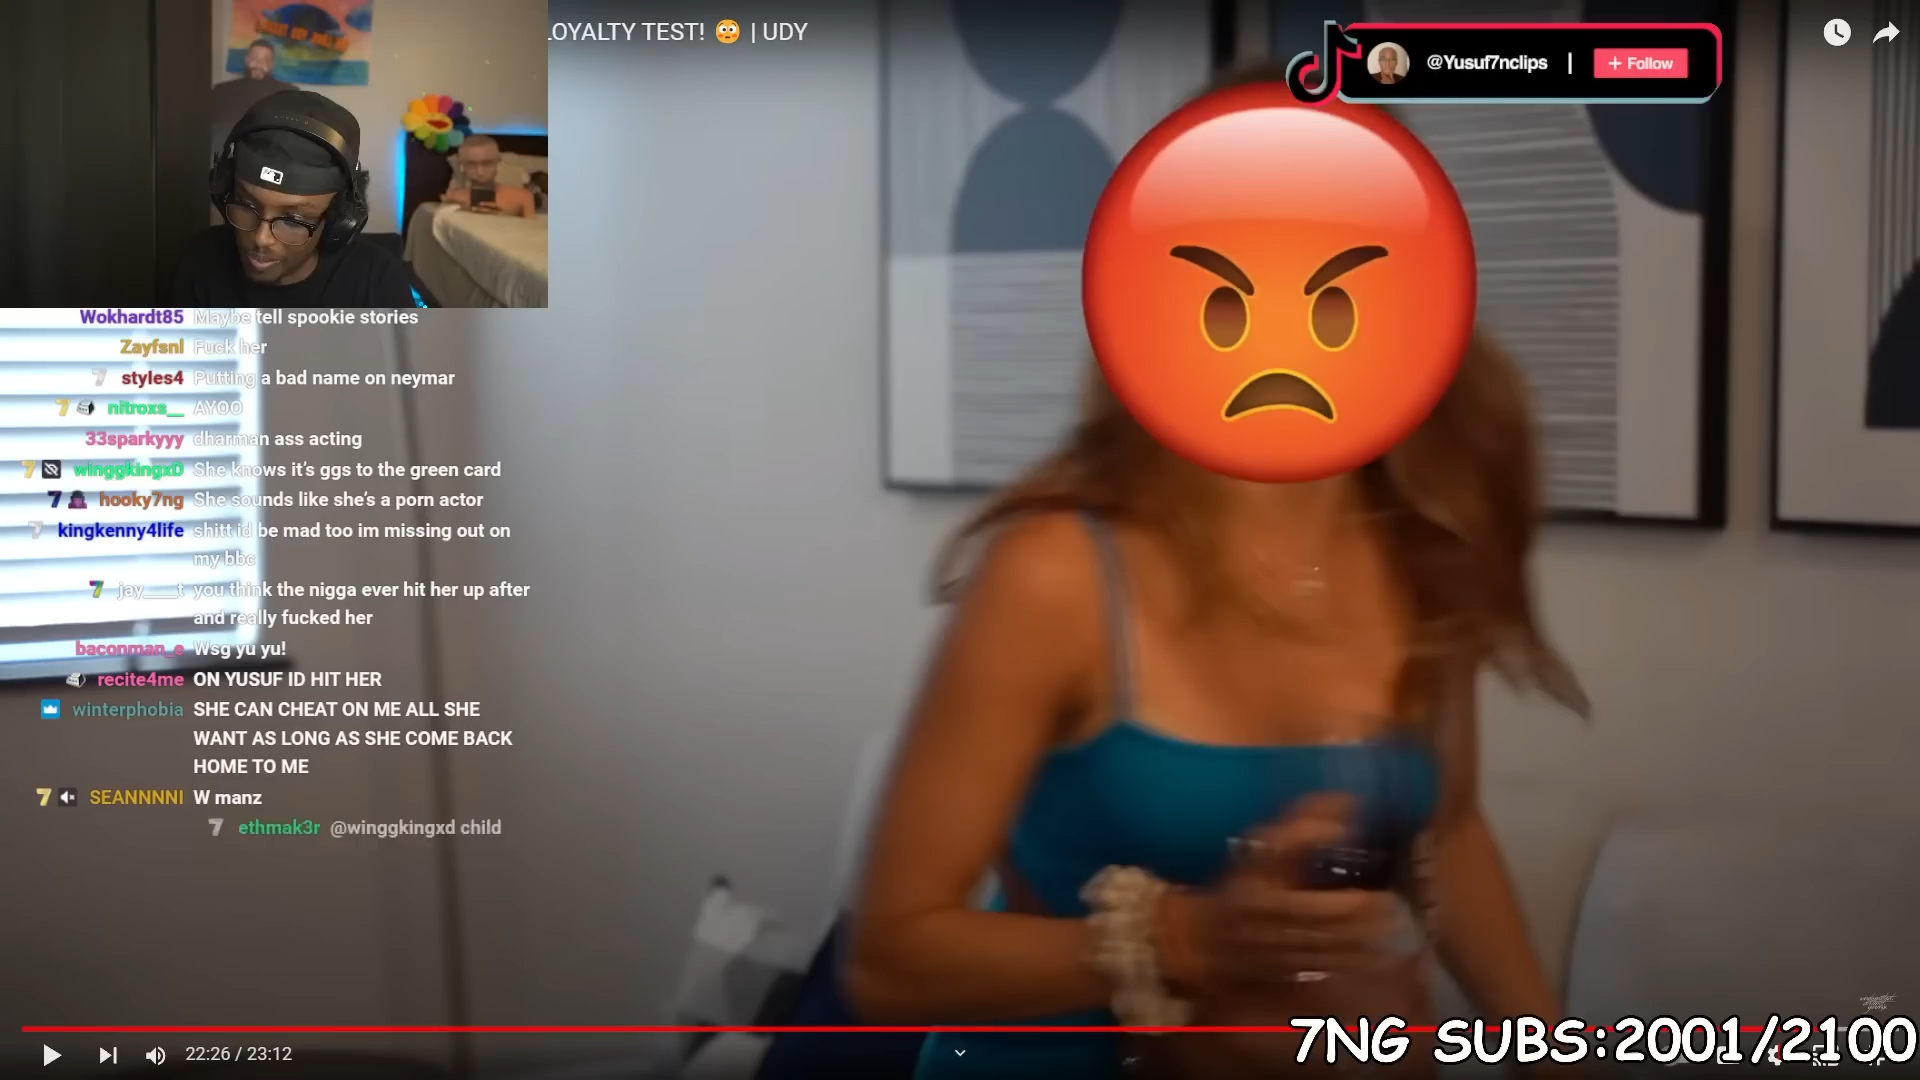 LOYALTY TEST! 😳 | UDY
@Yusuf7nclips | + Follow
Wokhardt85 Maybe tell spookie stories
Zayfsnl Fuck her
styles4 Putting a bad name on neymar
nitroxs__ AYOO
33sparkyyy dharman ass acting
winggkingxD She knows it's ggs to the green card
hooky7ng She sounds like she's a porn actor
kingkenny4life shitt id be mad too im missing out on
my bbc
jay____t you think the nigga ever hit her up after
and really fucked her
baconman_e Wsg yu yu!
recite4me ON YUSUF ID HIT HER
winterphobia SHE CAN CHEAT ON ME ALL SHE
WANT AS LONG AS SHE COME BACK
HOME TO ME
SEANNNNI W manz
ethmak3r @winggkingxd child
22:26 / 23:12
7NG SUBS:2001/2100